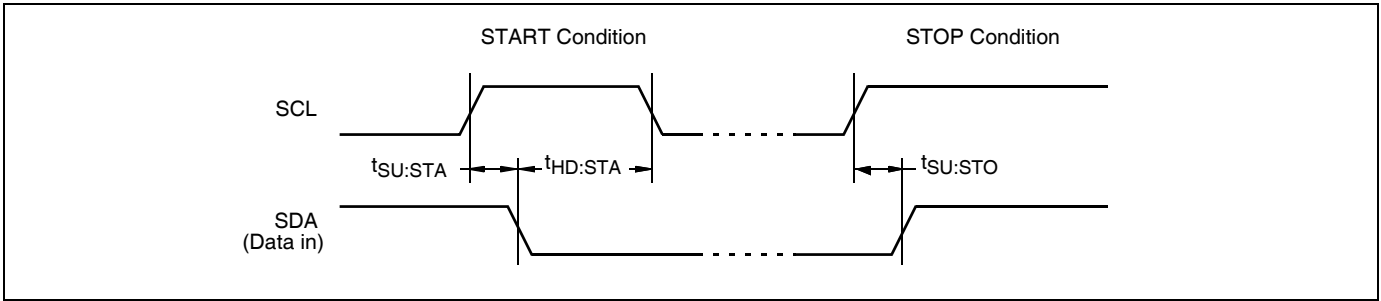 START Condition STOP Condition
SCL
tSU:STA tHD:STA tSU:STO
SDA
(Data in)